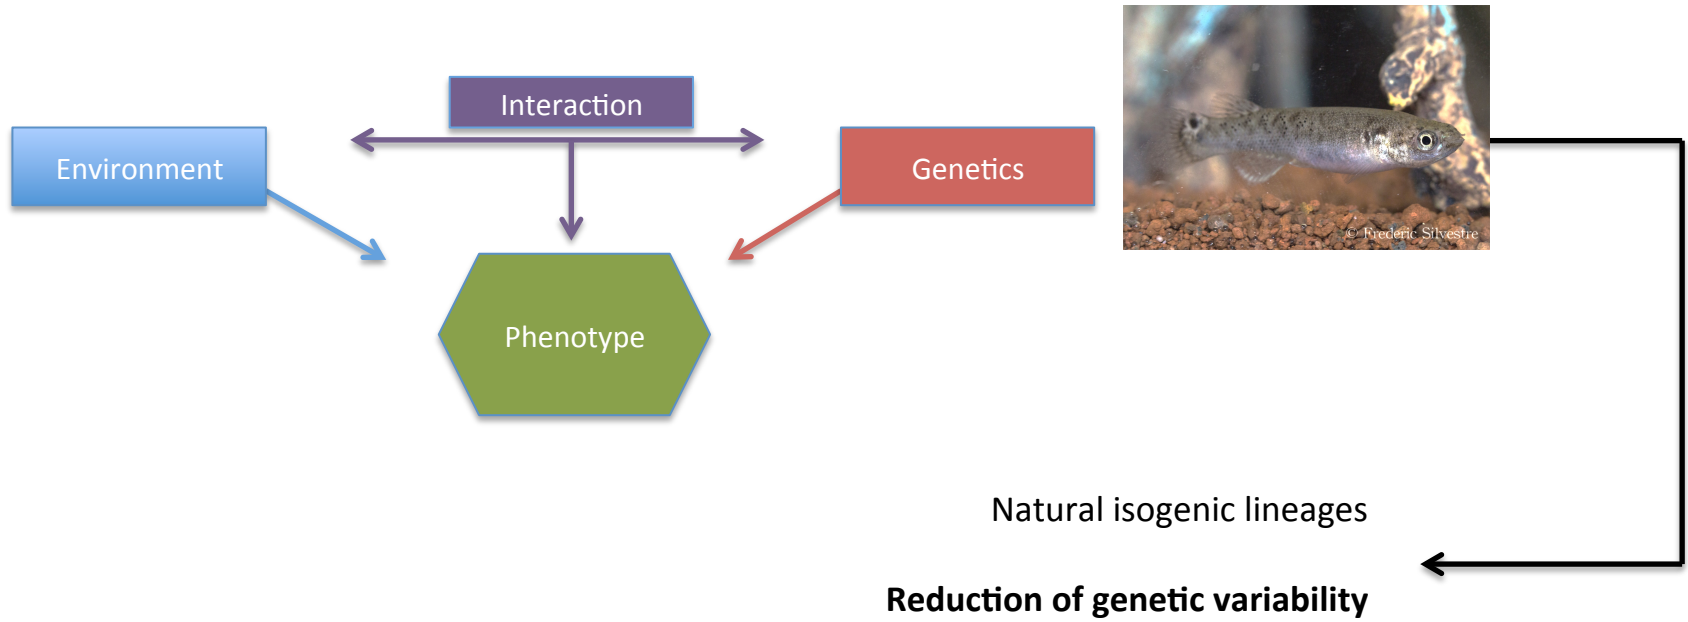 Interaction
Environment
Genetics
© Frederic Silvestre
Phenotype
Natural isogenic lineages
Reduction of genetic variability